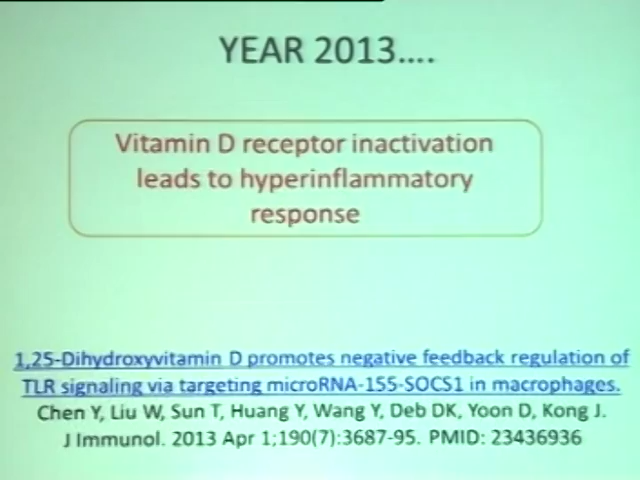 YEAR 2013....
Vitamin D receptor inactivation
leads to hyperinflammatory
response
1,25-Dihydroxyvitamin D promotes negative feedback regulation of
TLR signaling via targeting microRNA-155-SOCS1 in macrophages.
Chen Y, Liu W, Sun T, Huang Y, Wang Y, Deb DK, Yoon D, Kong J.
J Immunol. 2013 Apr 1;190(7):3687-95. PMID: 23436936